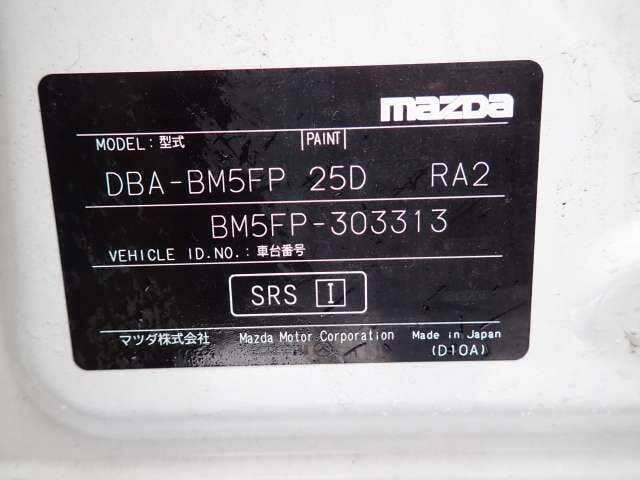 mazda
MODEL: 型式 PAINT
DBA-BM5FP 25D RA2
BM5FP-303313
VEHICLE ID.NO.: 車台番号
SRS I
マツダ株式会社 Mazda Motor Corporation Made in Japan
(D10A)